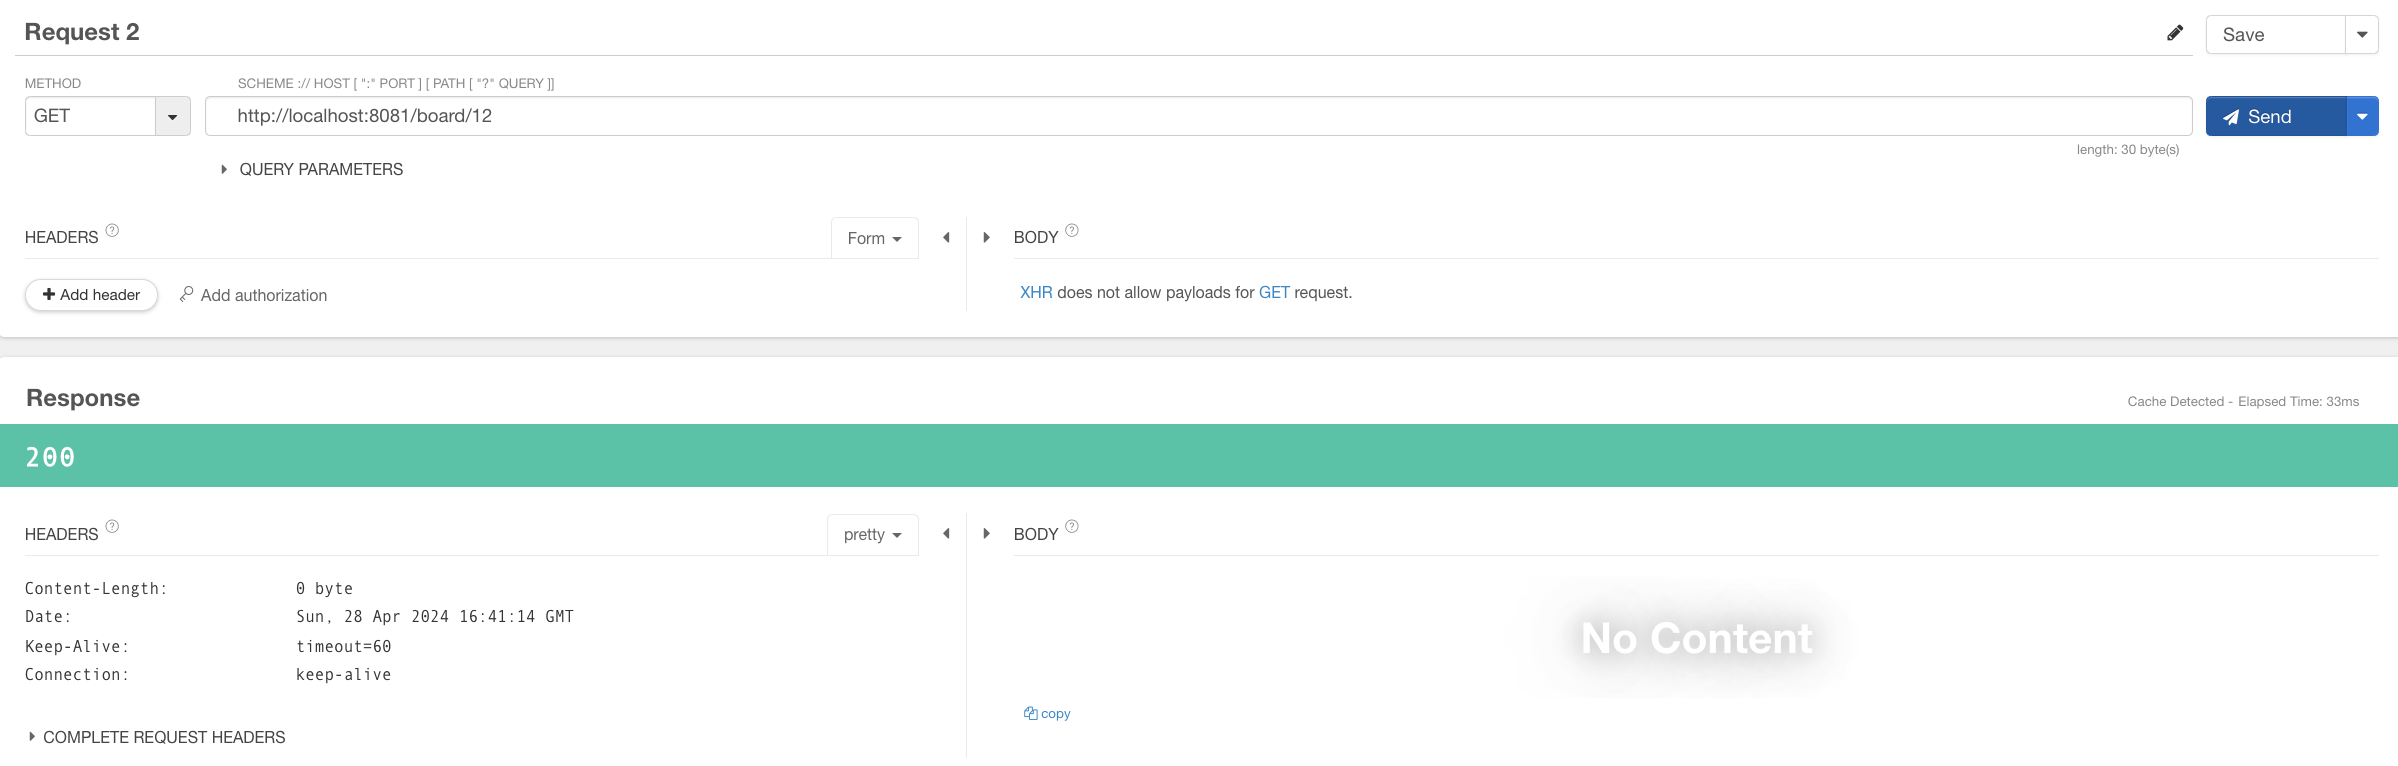 Request 2
Save
METHOD
SCHEME :// HOST [ ":" PORT ] [ PATH [ "?" QUERY ]]
GET
http://localhost:8081/board/12
Send
length: 30 byte(s)
QUERY PARAMETERS
HEADERS ?
Form
BODY ?
Add header
Add authorization
XHR does not allow payloads for GET request.
Response
Cache Detected - Elapsed Time: 33ms
200
HEADERS ?
pretty
BODY ?
Content-Length: 0 byte
Date: Sun, 28 Apr 2024 16:41:14 GMT
Keep-Alive: timeout=60
Connection: keep-alive
No Content
copy
COMPLETE REQUEST HEADERS